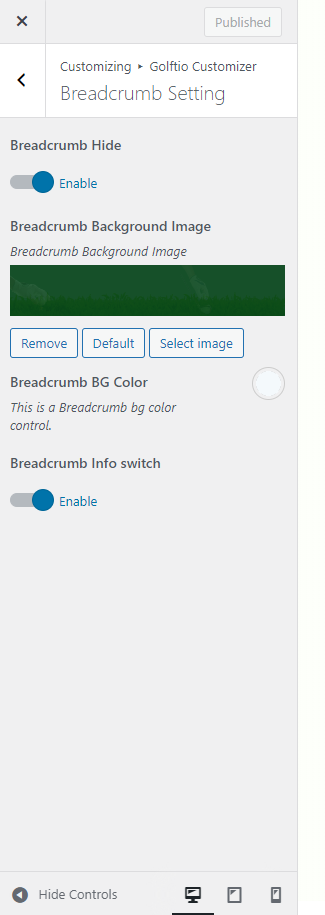 Published
Customizing ▸ Golftio Customizer
Breadcrumb Setting
Breadcrumb Hide
Enable
Breadcrumb Background Image
Breadcrumb Background Image
Remove Default Select image
Breadcrumb BG Color
This is a Breadcrumb bg color
control.
Breadcrumb Info switch
Enable
Hide Controls